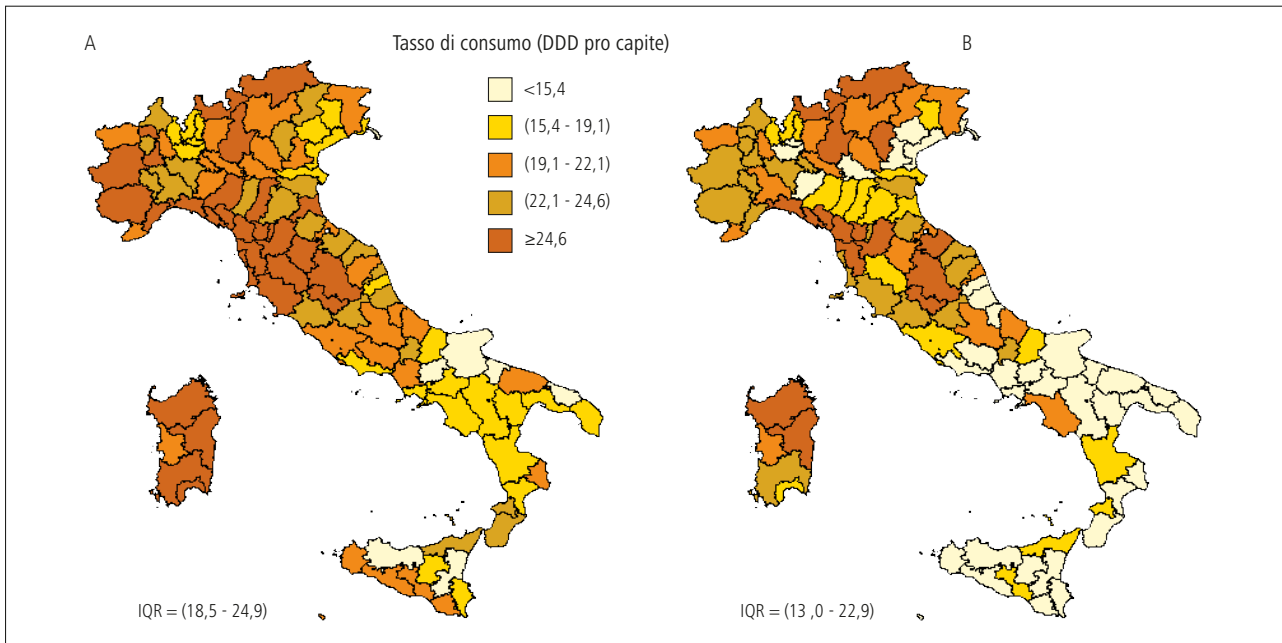 A
Tasso di consumo (DDD pro capite)
B
<15,4
(15,4 - 19,1)
(19,1 - 22,1)
(22,1 - 24,6)
≥24,6
IQR = (18,5 - 24,9)
IQR = (13 ,0 - 22,9)